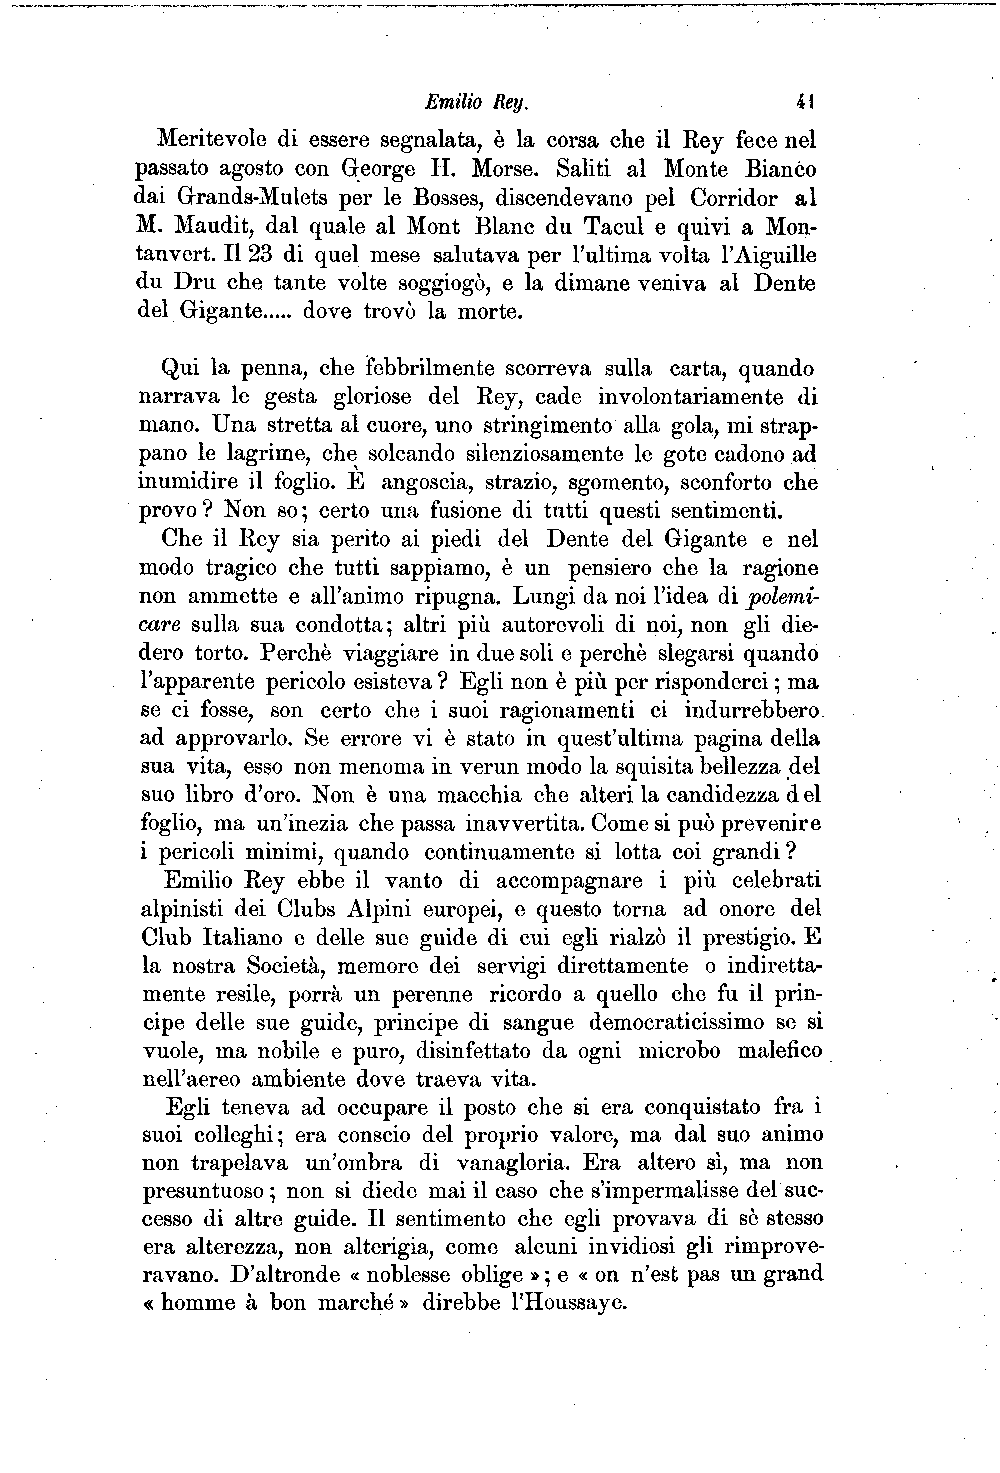 Emilio Rey. 41
Meritevole di essere segnalata, è la corsa che il Rey fece nel
passato agosto con George H. Morse. Saliti al Monte Bianco
dai Grands-Mulets per le Bosses, discendevano pel Corridor al
M. Maudit, dal quale al Mont Blanc du Tacul e quivi a Mon-
tanvert. Il 23 di quel mese salutava per l'ultima volta l'Aiguille
du Dru che tante volte soggiogò, e la dimane veniva al Dente
del Gigante..... dove trovò la morte.
Qui la penna, che febbrilmente scorreva sulla carta, quando
narrava le gesta gloriose del Rey, cade involontariamente di
mano. Una stretta al cuore, uno stringimento alla gola, mi strap-
pano le lagrime, che solcando silenziosamente le gote cadono ad
inumidire il foglio. È angoscia, strazio, sgomento, sconforto che
provo? Non so; certo una fusione di tutti questi sentimenti.
Che il Rey sia perito ai piedi del Dente del Gigante e nel
modo tragico che tutti sappiamo, è un pensiero che la ragione
non ammette e all'animo ripugna. Lungi da noi l'idea di polemi-
care sulla sua condotta; altri più autorevoli di noi, non gli die-
dero torto. Perchè viaggiare in due soli e perchè slegarsi quando
l'apparente pericolo esisteva? Egli non è più per risponderci; ma
se ci fosse, son certo che i suoi ragionamenti ci indurrebbero
ad approvarlo. Se errore vi è stato in quest'ultima pagina della
sua vita, esso non menoma in verun modo la squisita bellezza del
suo libro d'oro. Non è una macchia che alteri la candidezza del
foglio, ma un'inezia che passa inavvertita. Come si può prevenire
i pericoli minimi, quando continuamente si lotta coi grandi?
Emilio Rey ebbe il vanto di accompagnare i più celebrati
alpinisti dei Clubs Alpini europei, e questo torna ad onore del
Club Italiano e delle sue guide di cui egli rialzò il prestigio. E
la nostra Società, memore dei servigi direttamente o indiretta-
mente resile, porrà un perenne ricordo a quello che fu il prin-
cipe delle sue guide, principe di sangue democraticissimo se si
vuole, ma nobile e puro, disinfettato da ogni microbo malefico
nell'aereo ambiente dove traeva vita.
Egli teneva ad occupare il posto che si era conquistato fra i
suoi colleghi; era conscio del proprio valore, ma dal suo animo
non trapelava un'ombra di vanagloria. Era altero sì, ma non
presuntuoso; non si diede mai il caso che s'impermalisse del suc-
cesso di altre guide. Il sentimento che egli provava di sè stesso
era alterezza, non alterigia, come alcuni invidiosi gli rimprove-
ravano. D'altronde « noblesse oblige »; e « on n'est pas un grand
« homme à bon marché » direbbe l'Houssaye.